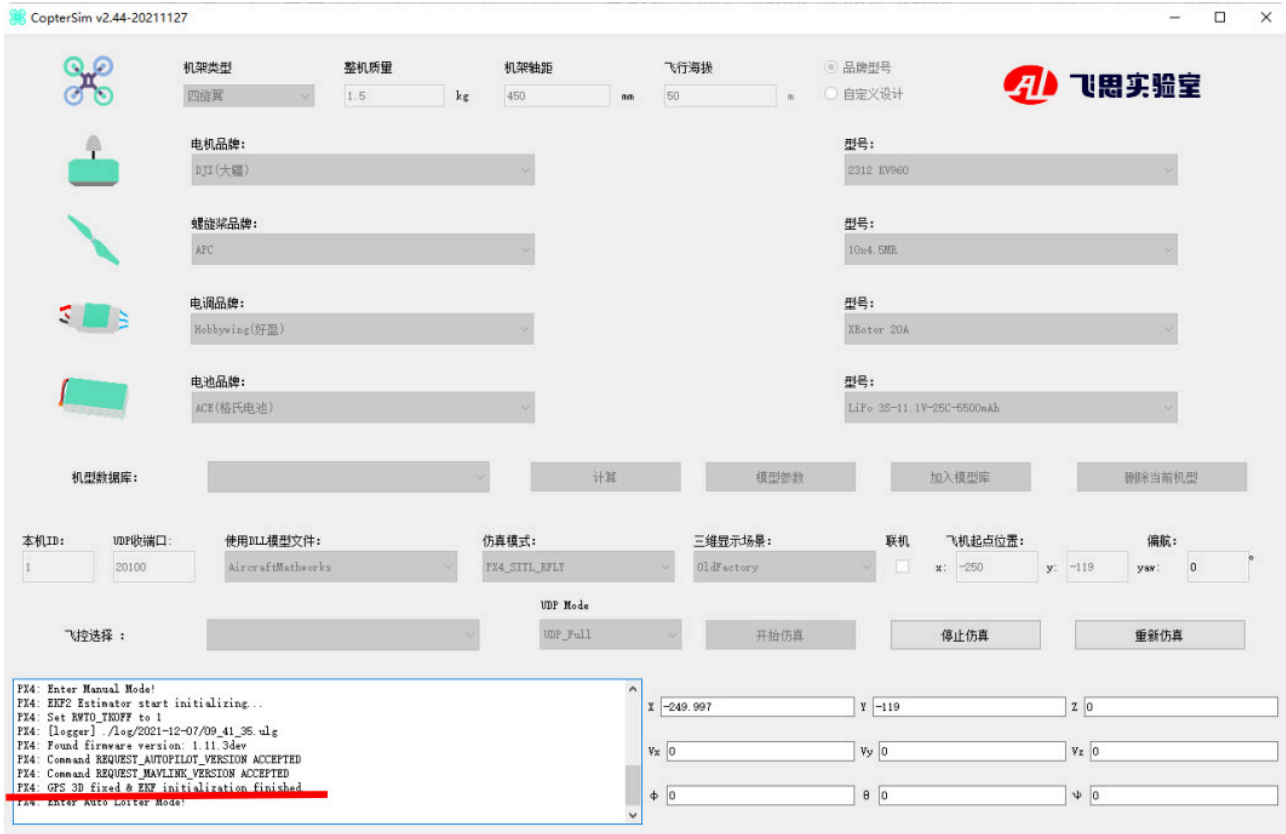 CopterSim v2.44-20211127
机架类型 整机质量 机架轴距 飞行海拔 品牌型号
四旋翼 1.5 kg 450 mm 50 m 自定义设计
飞思实验室
电机品牌: 型号:
DJI(大疆) 2312 KV960
螺旋桨品牌: 型号:
APC 10x4.5MR
电调品牌: 型号:
Hobbywing(好盈) XRotor 20A
电池品牌: 型号:
ACE(格氏电池) LiPo 3S-11.1V-25C-5500mAh
机型数据库: 计算 模型参数 加入模型库 删除当前机型
本机ID: UDP收端口: 使用DLL模型文件: 仿真模式: 三维显示场景: 联机 飞机起点位置: 偏航:
1 20100 AircraftMathworks PX4_SITL_RFLY OldFactory x: -250 y: -119 yaw: 0 °
UDP Mode
飞控选择 : UDP_Full 开始仿真 停止仿真 重新仿真
PX4: Enter Manual Mode!
PX4: EKF2 Estimator start initializing...
PX4: Set RWTO_TKOFF to 1
PX4: [logger] ./log/2021-12-07/09_41_35.ulg
PX4: Found firmware version: 1.11.3dev
PX4: Command REQUEST_AUTOPILOT_VERSION ACCEPTED
PX4: Command REQUEST_MAVLINK_VERSION ACCEPTED
PX4: GPS 3D fixed & EKF initialization finished
PX4: Enter Auto Loiter Mode!
X -249.997 Y -119 Z 0
Vx 0 Vy 0 Vz 0
ϕ 0 θ 0 ψ 0